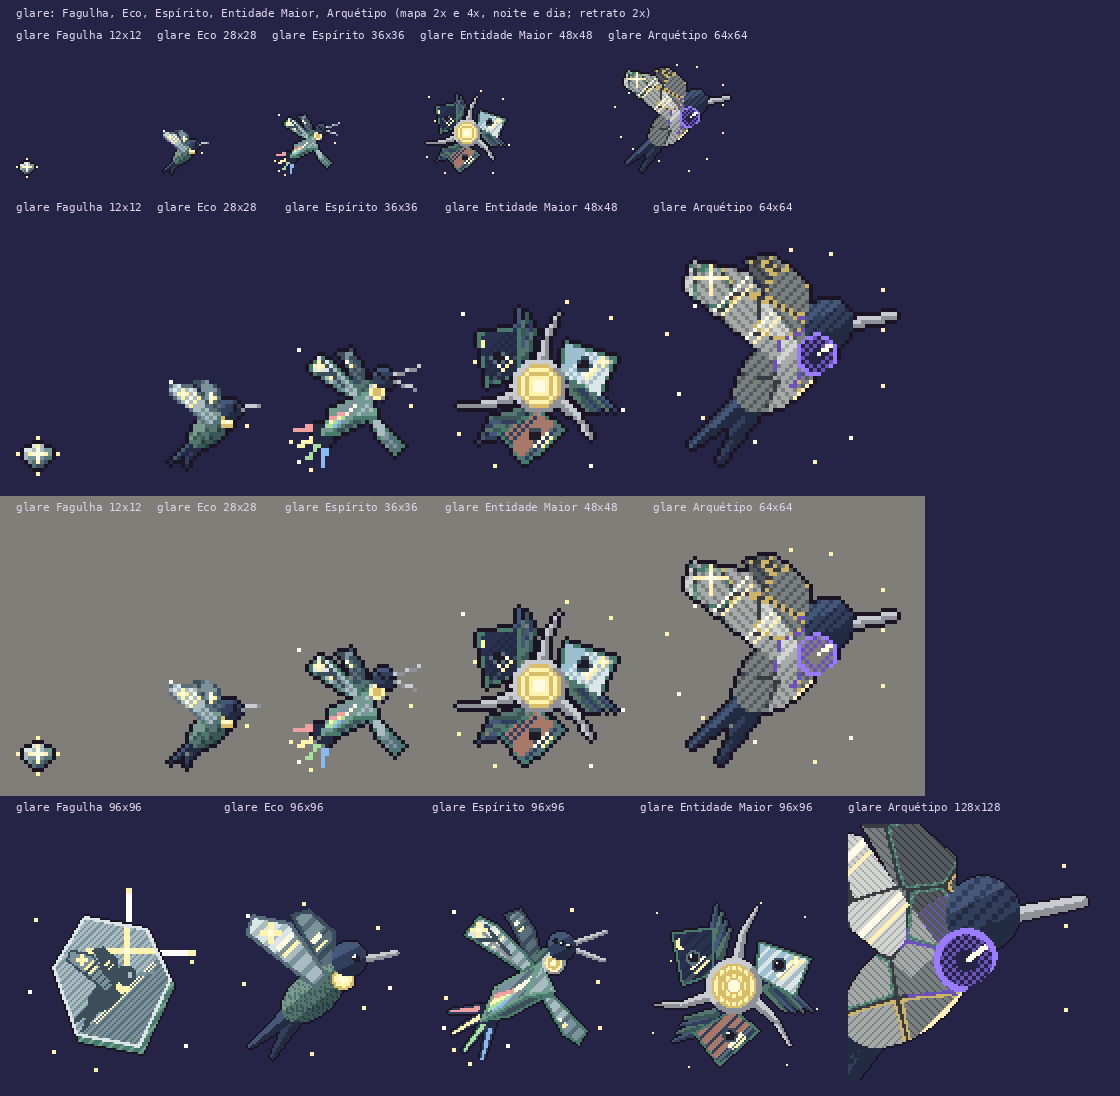 glare: Fagulha, Eco, Espírito, Entidade Maior, Arquétipo (mapa 2x e 4x, noite e dia; retrato 2x)
glare Fagulha 12x12 glare Eco 28x28 glare Espírito 36x36 glare Entidade Maior 48x48 glare Arquétipo 64x64
glare Fagulha 12x12 glare Eco 28x28 glare Espírito 36x36 glare Entidade Maior 48x48 glare Arquétipo 64x64
glare Fagulha 12x12 glare Eco 28x28 glare Espírito 36x36 glare Entidade Maior 48x48 glare Arquétipo 64x64
glare Fagulha 96x96 glare Eco 96x96 glare Espírito 96x96 glare Entidade Maior 96x96 glare Arquétipo 128x128